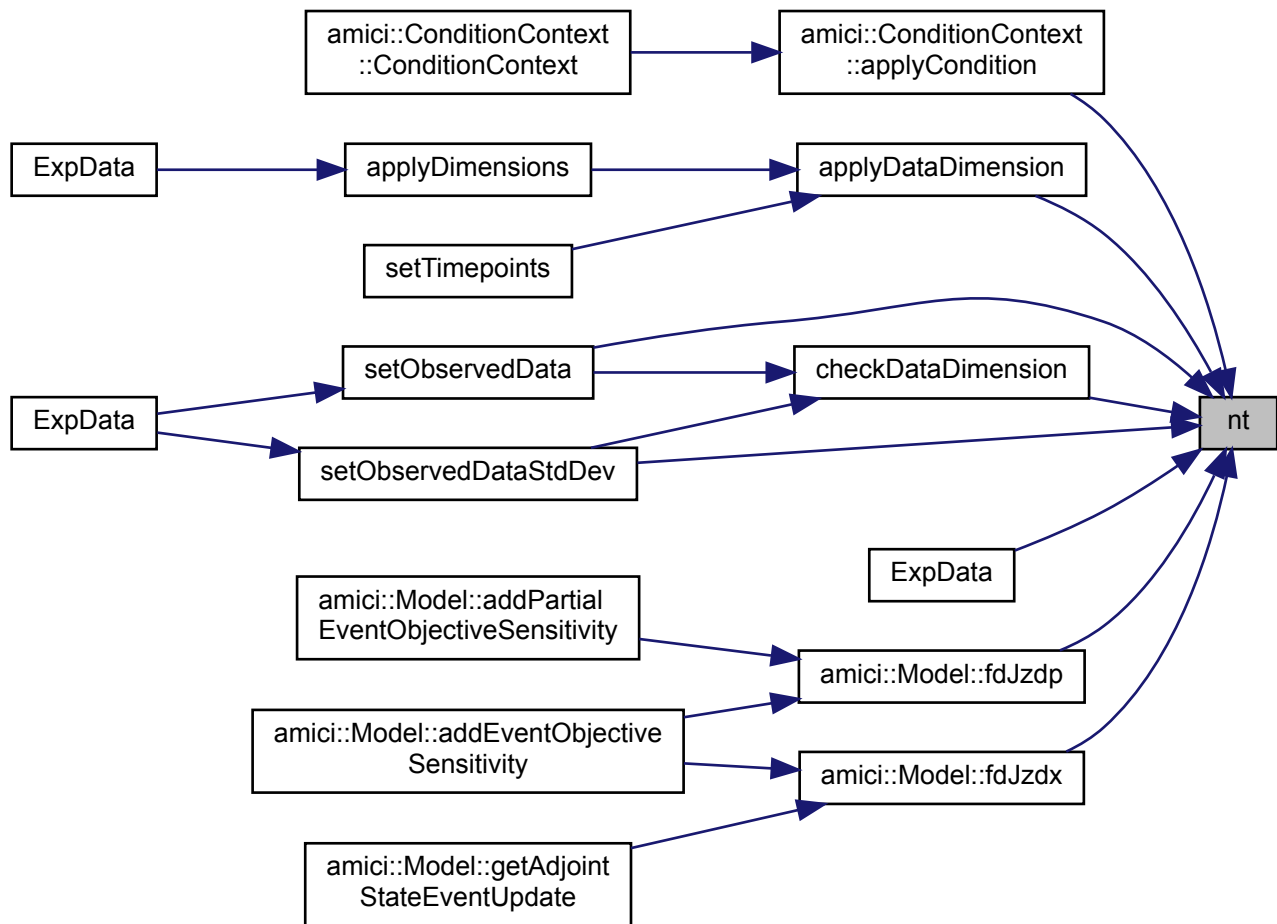 amici::ConditionContext
::ConditionContext
amici::ConditionContext
::applyCondition
ExpData
applyDimensions
applyDataDimension
setTimepoints
setObservedData
checkDataDimension
ExpData
nt
setObservedDataStdDev
ExpData
amici::Model::addPartial
EventObjectiveSensitivity
amici::Model::fdJzdp
amici::Model::addEventObjective
Sensitivity
amici::Model::fdJzdx
amici::Model::getAdjoint
StateEventUpdate